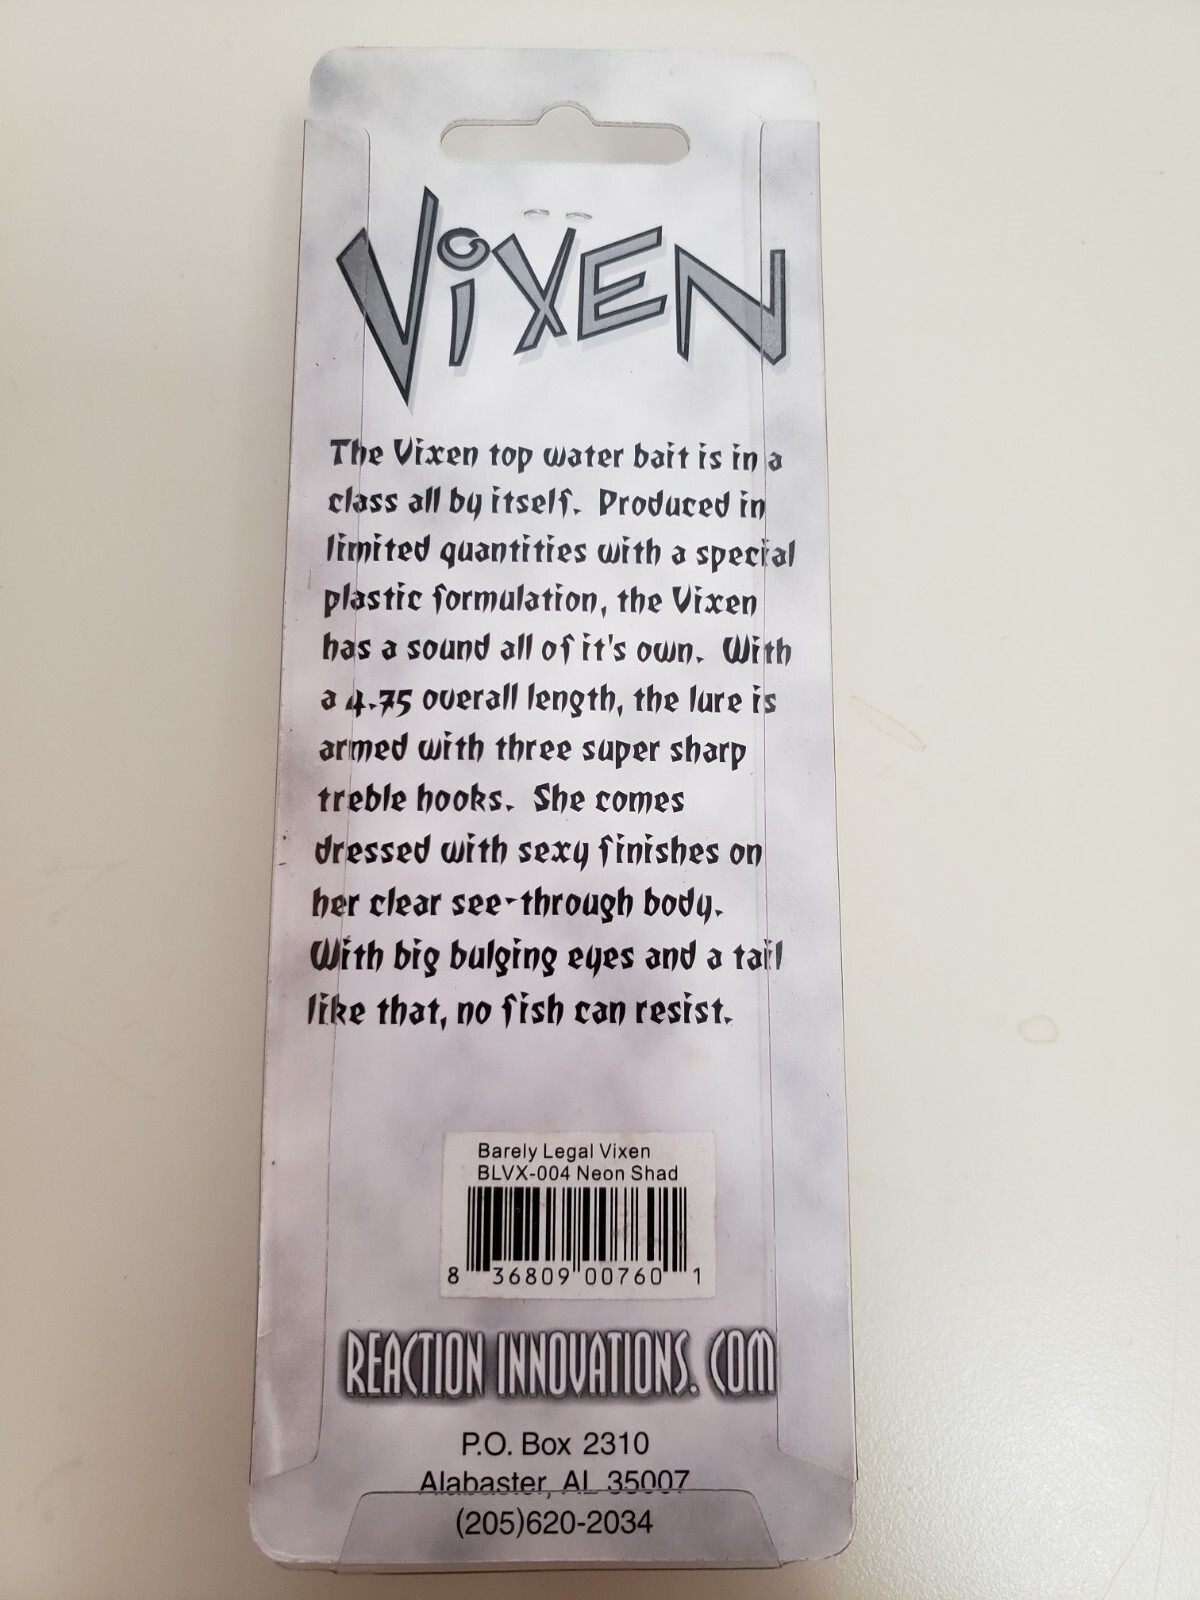 ViXEN
The Vixen top water bait is in a
class all by itself. Produced in
limited quantities with a special
plastic formulation, the Vixen
has a sound all of it's own. With
a 4.75 overall length, the lure is
armed with three super sharp
treble hooks. She comes
dressed with sexy finishes on
her clear see-through body.
With big bulging eyes and a tail
like that, no fish can resist.
Barely Legal Vixen
BLVX-004 Neon Shad
8 36809 00760 1
REACTION INNOVATIONS. COM
P.O. Box 2310
Alabaster, AL 35007
(205)620-2034